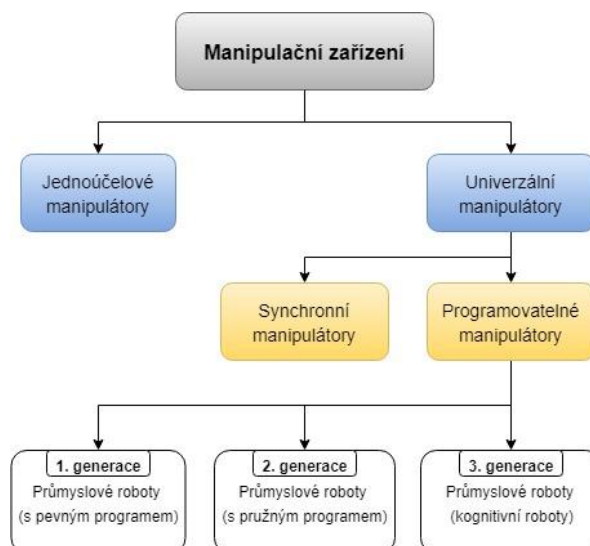 Manipulační zařízení
Jednoúčelové
manipulátory
Univerzální
manipulátory
Synchronní
manipulátory
Programovatelné
manipulátory
1. generace
Průmyslové roboty
(s pevným programem)
2. generace
Průmyslové roboty
(s pružným programem)
3. generace
Průmyslové roboty
(kognitivní roboty)